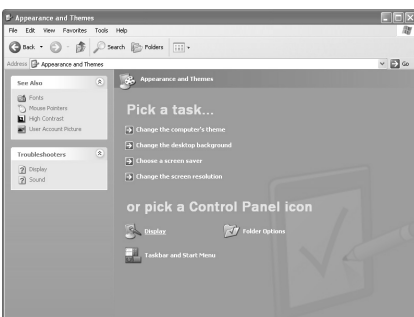 Appearance and Themes
File Edit View Favorites Tools Help
Back Search Folders
Address Appearance and Themes Go
See Also
Fonts
Mouse Pointers
High Contrast
User Account Picture
Troubleshooters
Display
Sound
Appearance and Themes
Pick a task...
Change the computer's theme
Change the desktop background
Choose a screen saver
Change the screen resolution
or pick a Control Panel icon
Display Folder Options
Taskbar and Start Menu